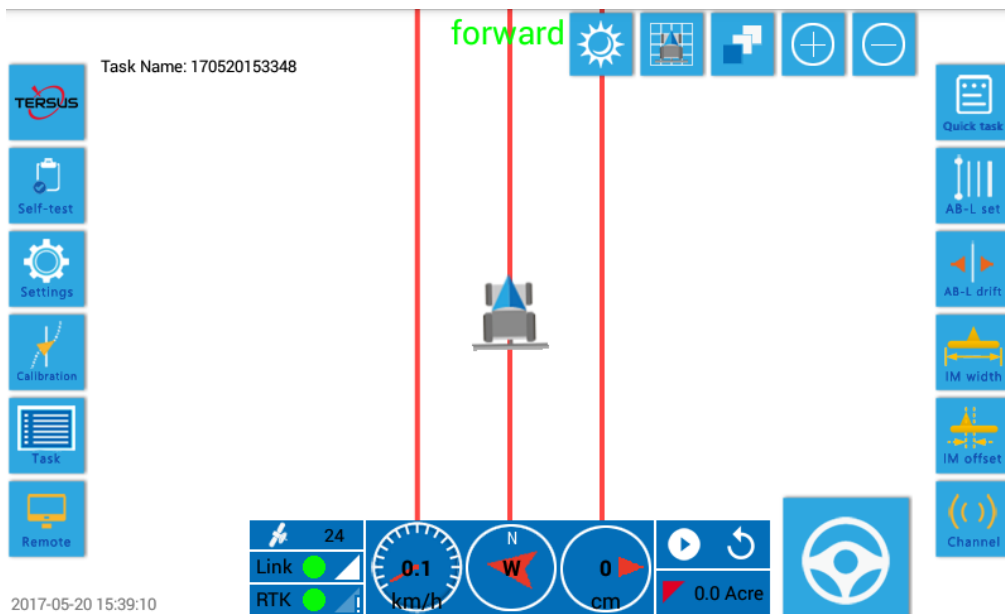 forward
Task Name: 170520153348
TERSUS
Self-test
Settings
Calibration
Task
Remote
Quick task
AB-L set
AB-L drift
IM width
IM offset
Channel
24
Link
RTK
!
0.1
km/h
N
W
0
cm
0.0 Acre
2017-05-20 15:39:10